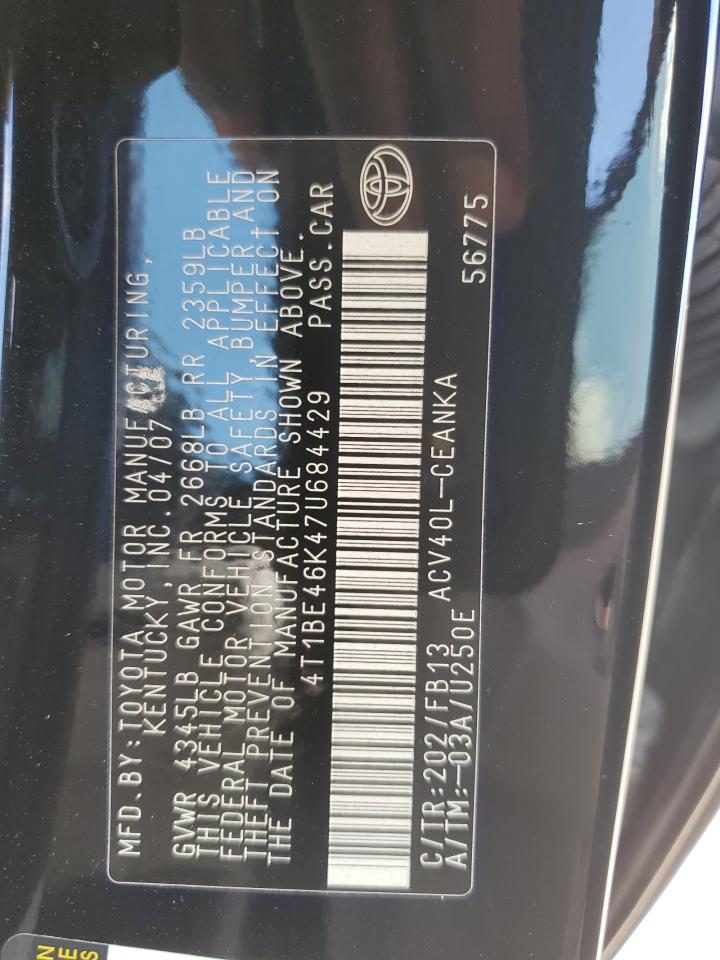 MFD.BY:TOYOTA MOTOR MANUFACTURING,
KENTUCKY, INC.04/07
GVWR 4345LB GAWR FR 2668LB RR 2359LB
THIS VEHICLE CONFORMS TO ALL APPLICABLE
FEDERAL MOTOR VEHICLE SAFETY, BUMPER AND
THEFT PREVENTION STANDARDS IN EFFECT ON
THE DATE OF MANUFACTURE SHOWN ABOVE.
4T1BE46K47U684429 PASS.CAR
C/TR:202/FB13 ACV40L-CEANKA
A/TM:-03A/U250E 56775
N
E
S